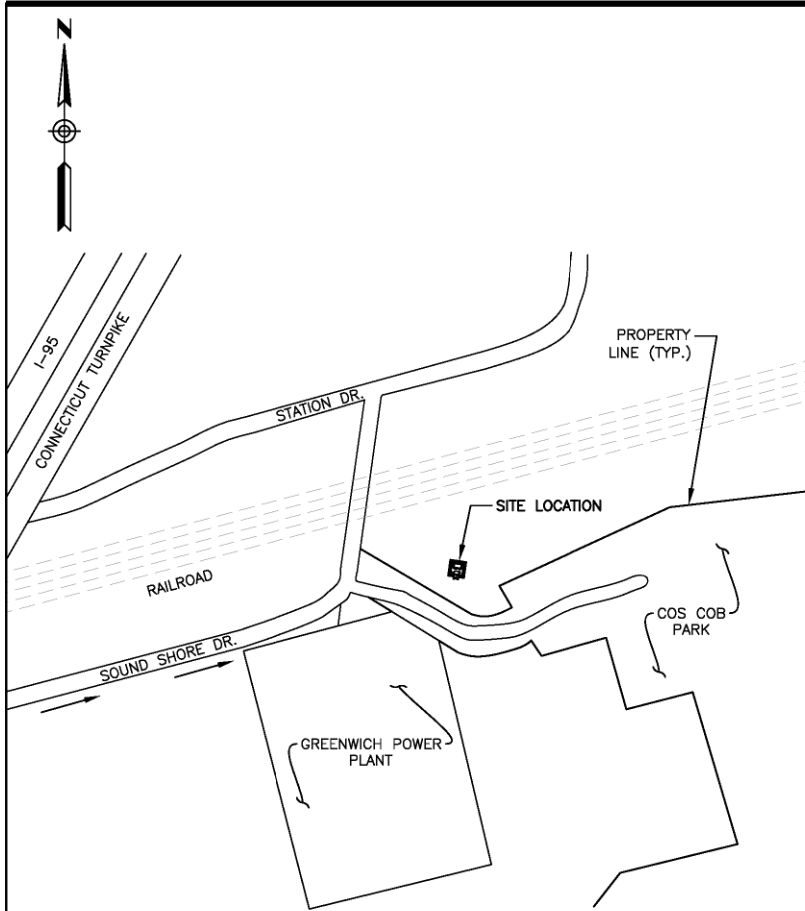 N
I-95
CONNECTICUT TURNPIKE
STATION DR.
PROPERTY
LINE (TYP.)
SITE LOCATION
RAILROAD
COS COB
PARK
SOUND SHORE DR.
GREENWICH POWER
PLANT